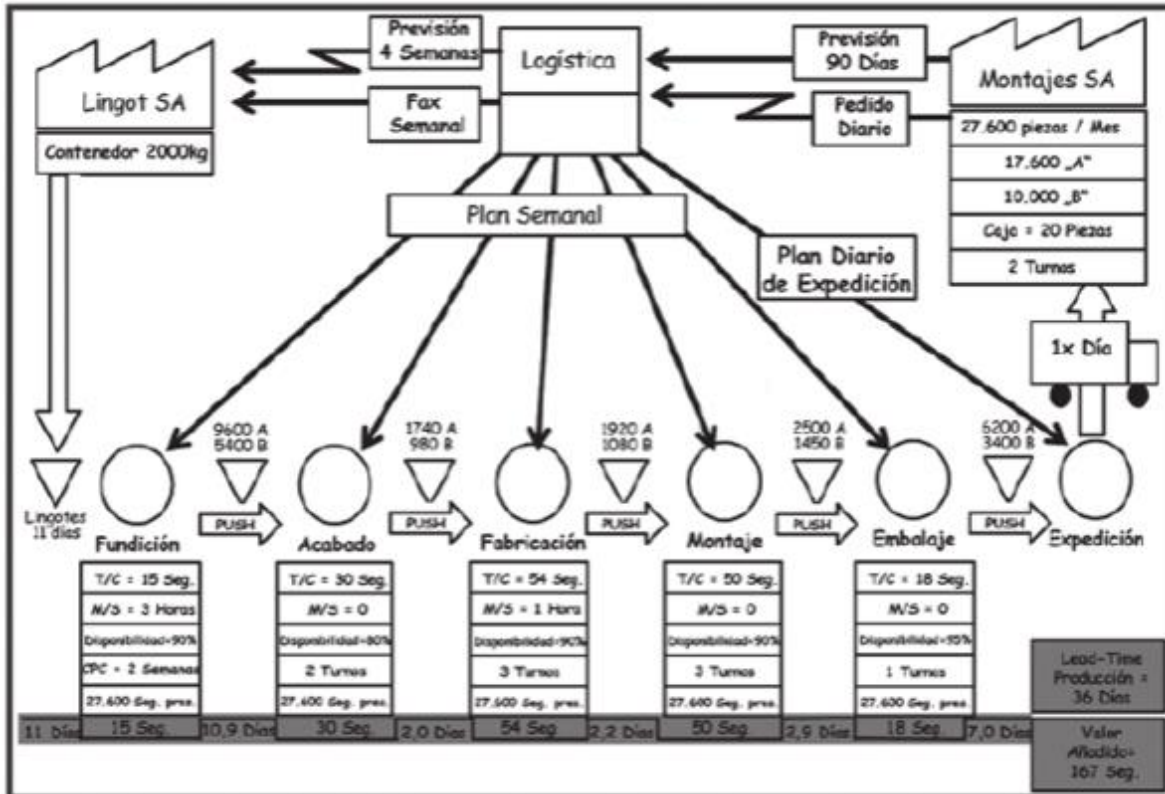 Previsión
4 Semanas
Logística
Previsión
90 Días
Lingot SA
Fax
Semanal
Pedido
Diario
Montajes SA
Contenedor 2000kg
27.600 piezas / Mes
17.600 „A“
10.000 „B“
Caja = 20 Piezas
2 Turnos
Plan Semanal
Plan Diario
de Expedición
1x Día
9600 A
5400 B
1740 A
980 B
1920 A
1080 B
2500 A
1450 B
6200 A
3400 B
Lingotes
11 días
PUSH
PUSH
PUSH
PUSH
PUSH
Fundición
Acabado
Fabricación
Montaje
Embalaje
Expedición
T/C = 15 Seg.
M/S = 3 Horas
Disponibilidad=90%
CPC = 2 Semanas
27.600 Seg. pres.
T/C = 30 Seg.
M/S = 0
Disponibilidad=80%
2 Turnos
27.600 Seg. pres.
T/C = 54 Seg.
M/S = 1 Hora
Disponibilidad=90%
3 Turnos
27.600 Seg. pres.
T/C = 50 Seg.
M/S = 0
Disponibilidad=90%
3 Turnos
27.600 Seg. pres.
T/C = 18 Seg.
M/S = 0
Disponibilidad=95%
1 Turnos
27.600 Seg. pres.
11 Días
15 Seg.
10,9 Días
30 Seg.
2,0 Días
54 Seg
2,2 Días
50 Seg.
2,9 Días
18 Seg.
7,0 Días
Lead-Time
Producción =
36 Días
Valor
Añadido=
167 Seg.